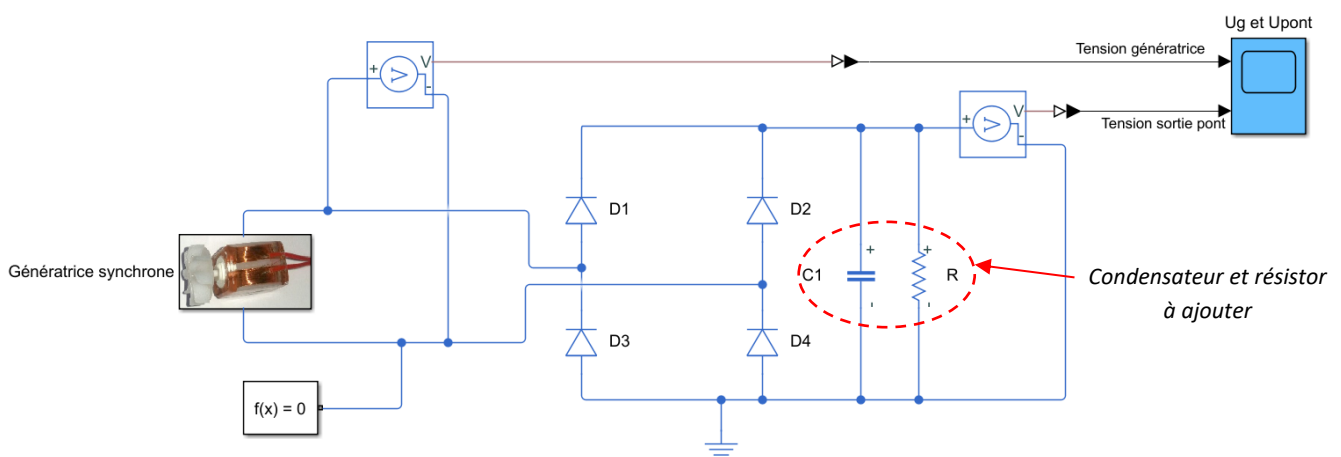 Ug et Upont
Tension génératrice
V
+
V
-
Tension sortie pont
+
V
V
-
D1
D2
Génératrice synchrone
C1
+
-
+
R
-
Condensateur et résistor
à ajouter
D3
D4
f(x) = 0